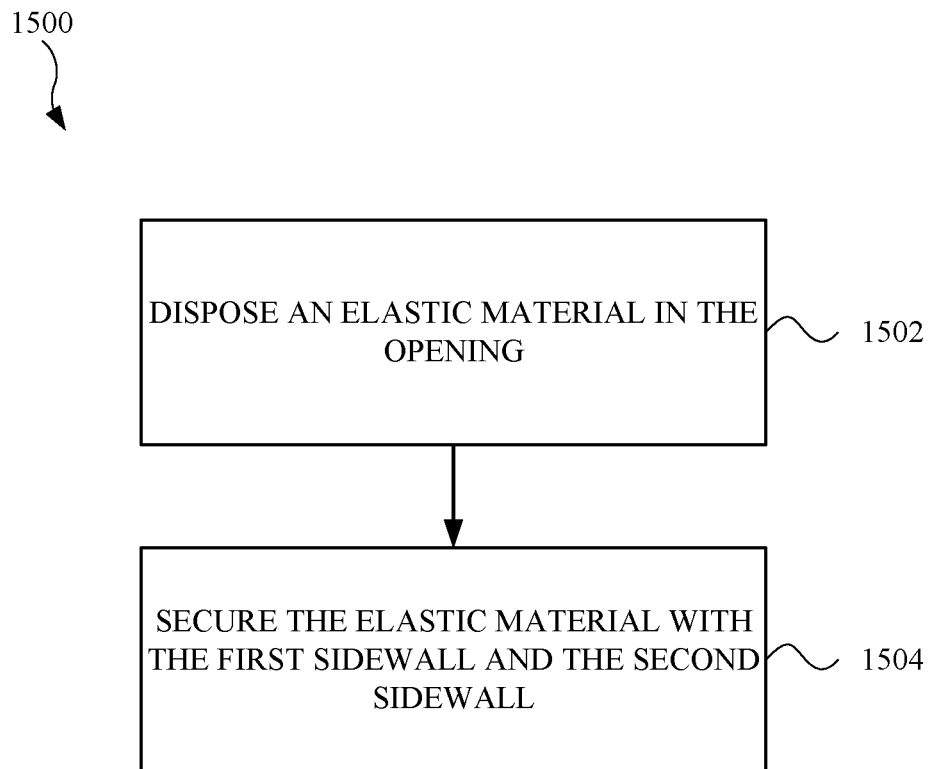 1500
DISPOSE AN ELASTIC MATERIAL IN THE
OPENING
1502
SECURE THE ELASTIC MATERIAL WITH
THE FIRST SIDEWALL AND THE SECOND
SIDEWALL
1504